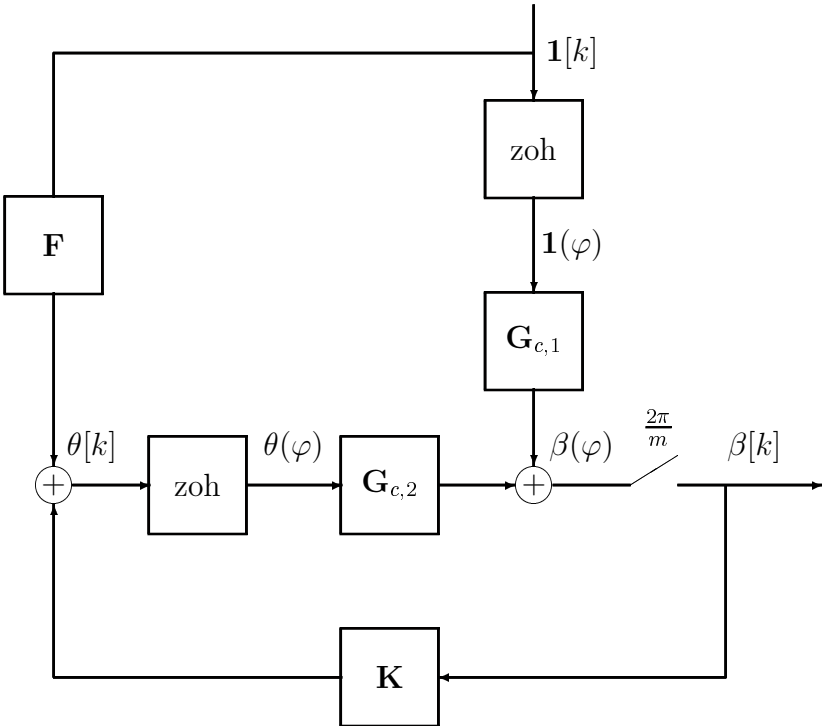 𝟏[k]
zoh
F
𝟏(φ)
G_{c,1}
θ[k]
θ(φ)
β(φ)
2π/m
β[k]
+
zoh
G_{c,2}
+
K